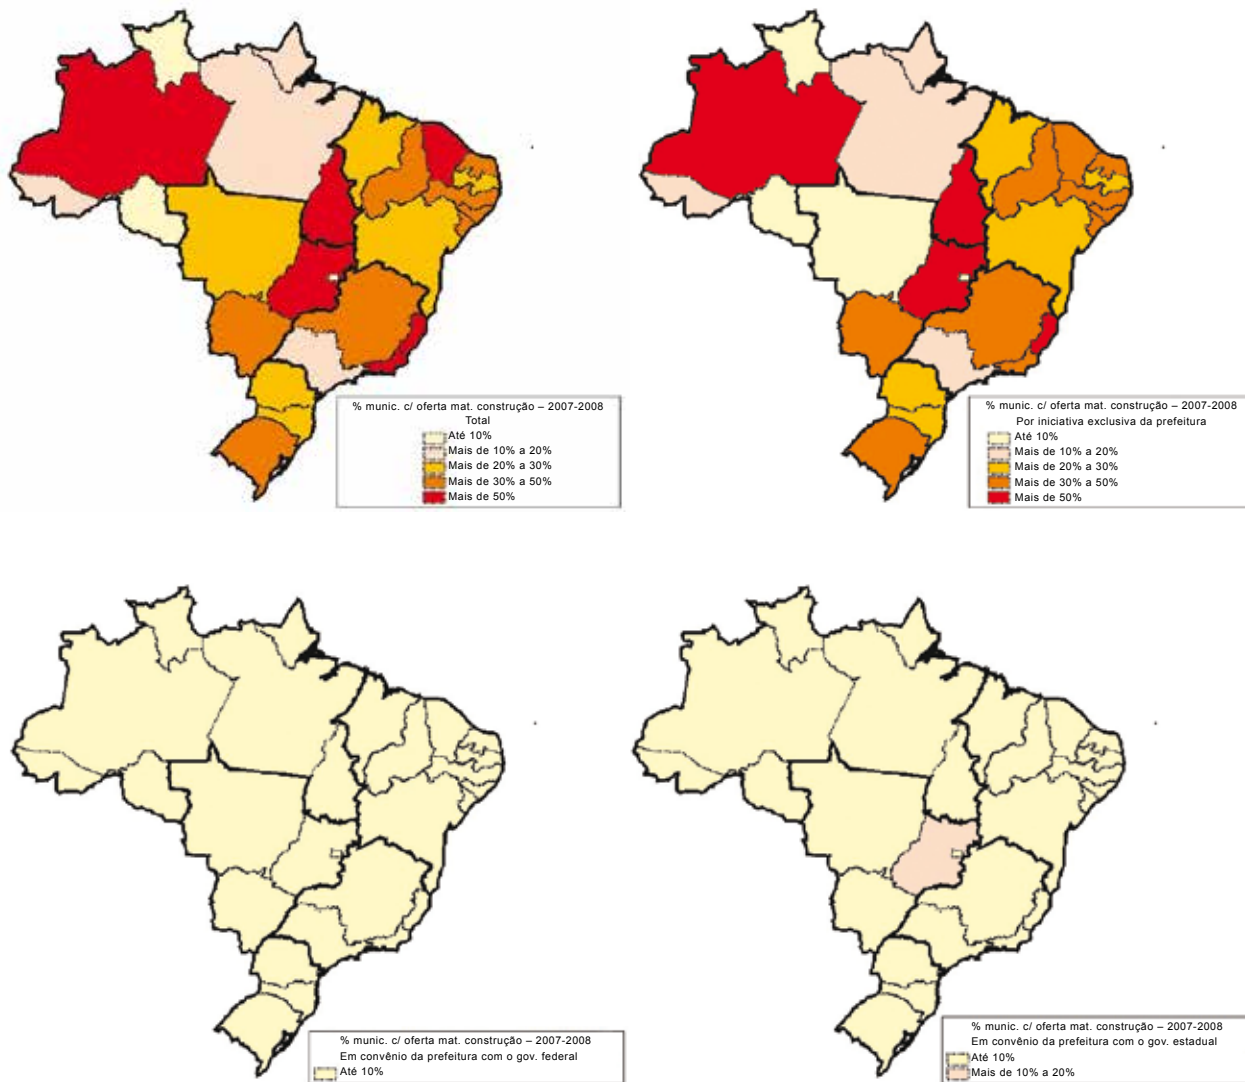 % munic. c/ oferta mat. construção – 2007-2008
Total
Até 10%
Mais de 10% a 20%
Mais de 20% a 30%
Mais de 30% a 50%
Mais de 50%
% munic. c/ oferta mat. construção – 2007-2008
Por iniciativa exclusiva da prefeitura
Até 10%
Mais de 10% a 20%
Mais de 20% a 30%
Mais de 30% a 50%
Mais de 50%
% munic. c/ oferta mat. construção – 2007-2008
Em convênio da prefeitura com o gov. federal
Até 10%
% munic. c/ oferta mat. construção – 2007-2008
Em convênio da prefeitura com o gov. estadual
Até 10%
Mais de 10% a 20%